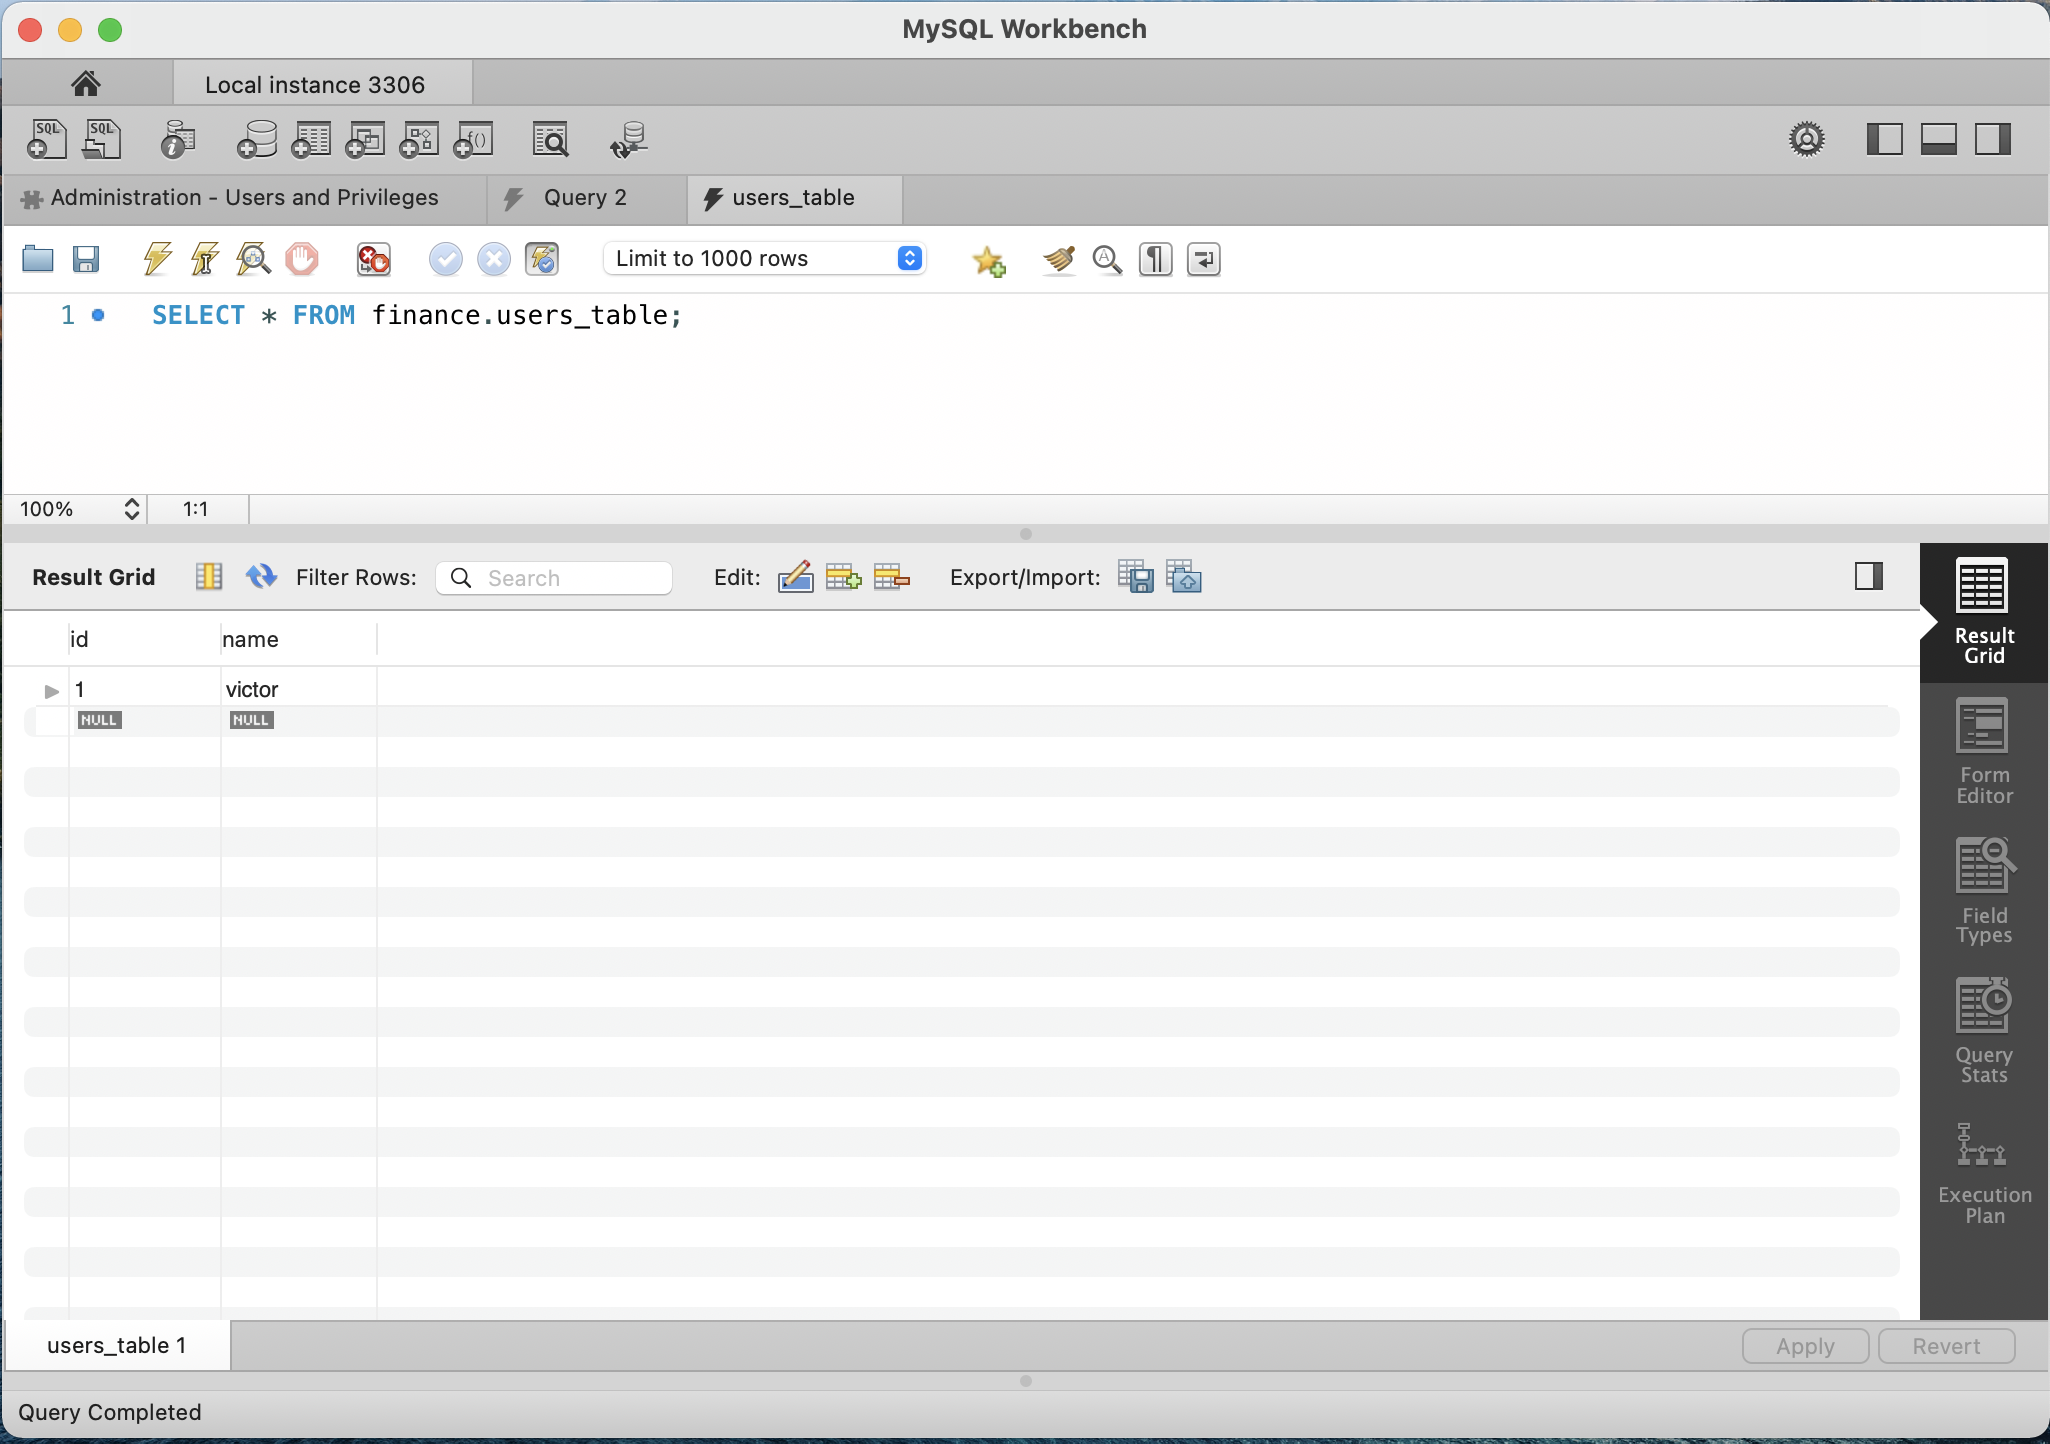 MySQL Workbench
Local instance 3306
SQL
SQL
Administration - Users and Privileges
Query 2
users_table
Limit to 1000 rows
1 SELECT * FROM finance.users_table;
100% 1:1
Result Grid Filter Rows: Search Edit: Export/Import:
id name
1 victor
NULL NULL
Result
Grid
Form
Editor
Field
Types
Query
Stats
Execution
Plan
users_table 1
Apply Revert
Query Completed